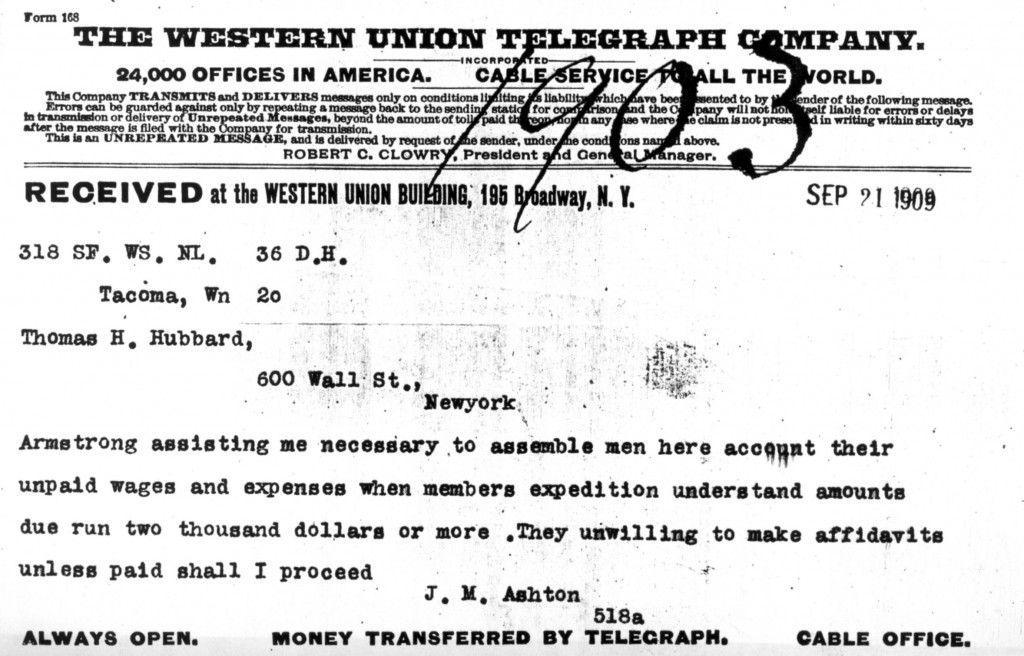 Form 168
THE WESTERN UNION TELEGRAPH COMPANY.
INCORPORATED
24,000 OFFICES IN AMERICA. CABLE SERVICE TO ALL THE WORLD.
This Company TRANSMITS and DELIVERS messages only on conditions limiting its liability, which have been assented to by the sender of the following message.
Errors can be guarded against only by repeating a message back to the sending station for comparison, and the Company will not hold itself liable for errors or delays
in transmission or delivery of Unrepeated Messages, beyond the amount of tolls paid thereon, nor in any case where the claim is not presented in writing within sixty days
after the message is filed with the Company for transmission.
This is an UNREPEATED MESSAGE, and is delivered by request of the sender, under the conditions named above.
ROBERT C. CLOWRY, President and General Manager.
1903
RECEIVED at the WESTERN UNION BUILDING, 195 Broadway, N. Y.
SEP 21 1909
318 SF. WS. NL. 36 D.H.
Tacoma, Wn 20
Thomas H. Hubbard,
600 Wall St.,
Newyork
Armstrong assisting me necessary to assemble men here account their
unpaid wages and expenses when members expedition understand amounts
due run two thousand dollars or more .They unwilling to make affidavits
unless paid shall I proceed
J. M. Ashton
518a
ALWAYS OPEN. MONEY TRANSFERRED BY TELEGRAPH. CABLE OFFICE.